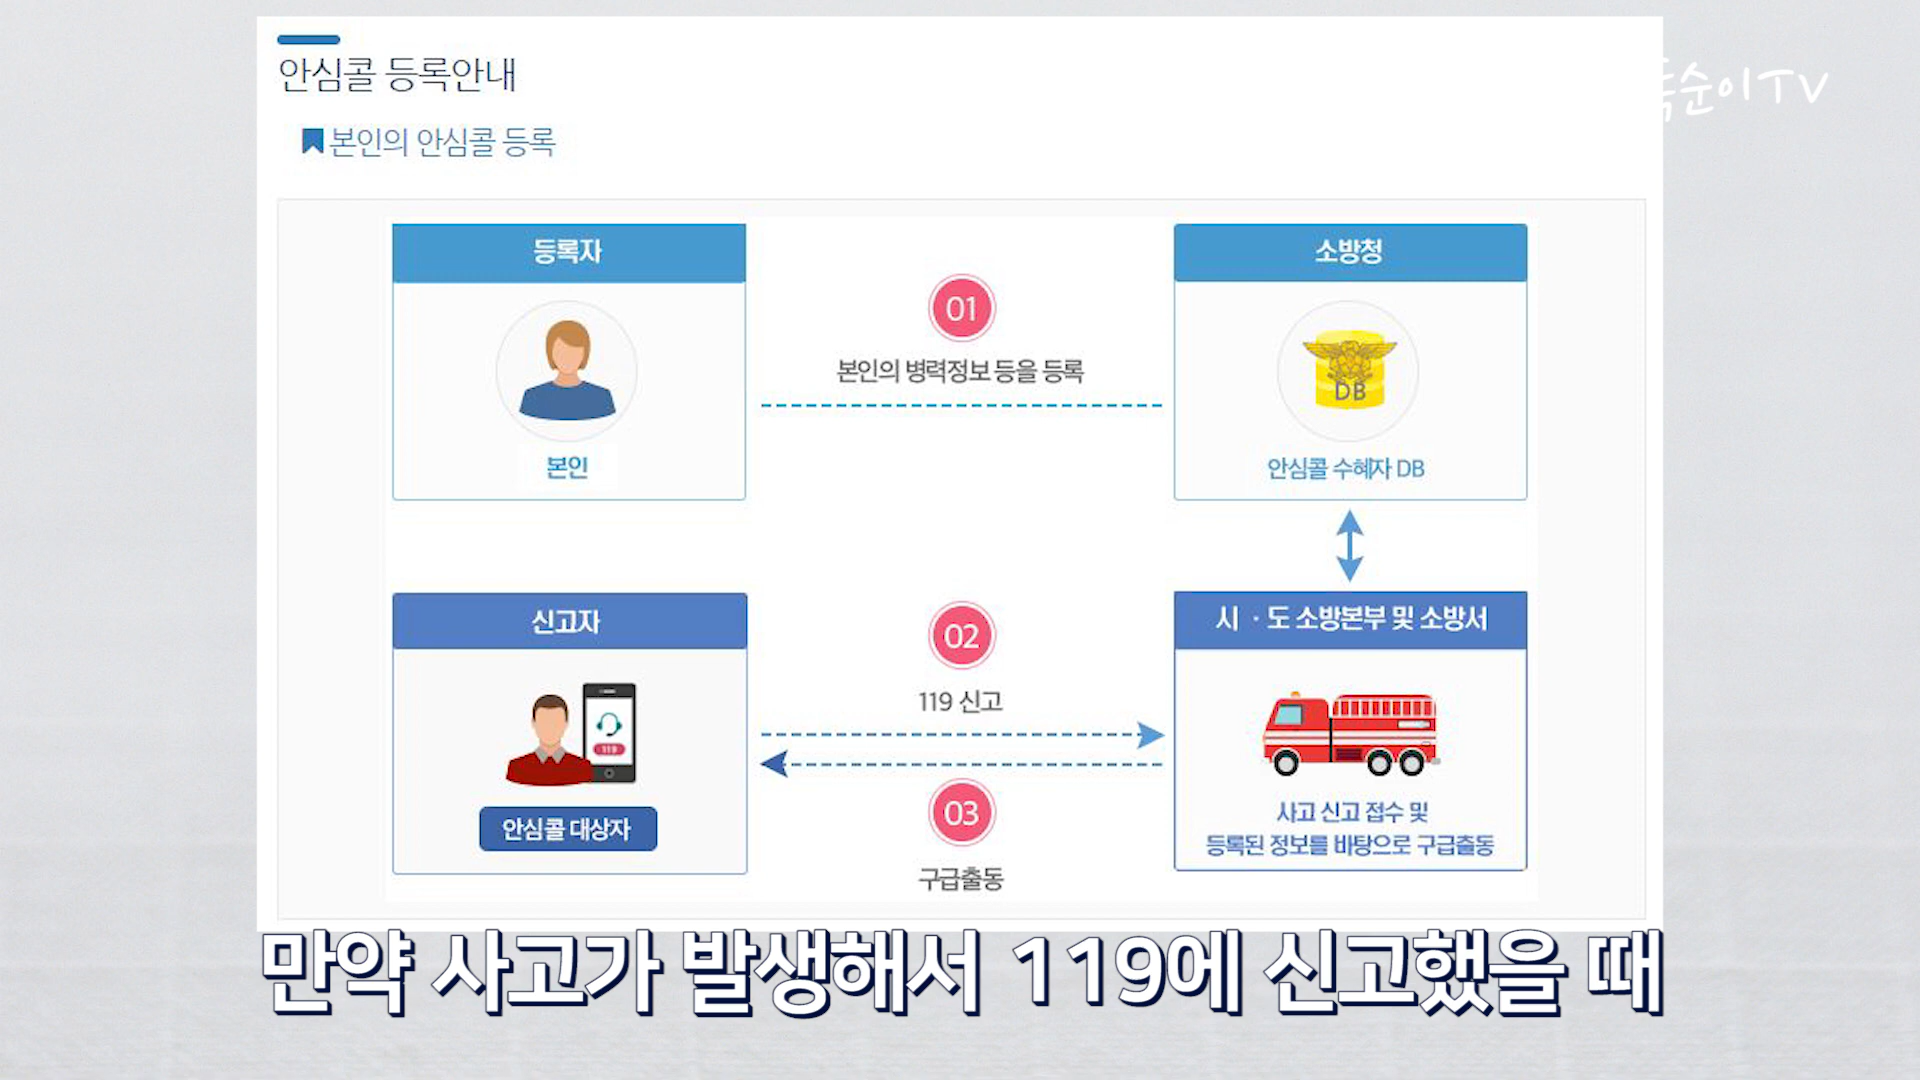 안심콜 등록안내
순이TV
본인의 안심콜 등록
등록자
소방청
01
본인의 병력정보 등을 등록
DB
본인
안심콜 수혜자 DB
신고자
시 · 도 소방본부 및 소방서
02
119 신고
119
안심콜 대상자
03
사고 신고 접수 및
등록된 정보를 바탕으로 구급출동
구급출동
만약 사고가 발생해서 119에 신고했을 때